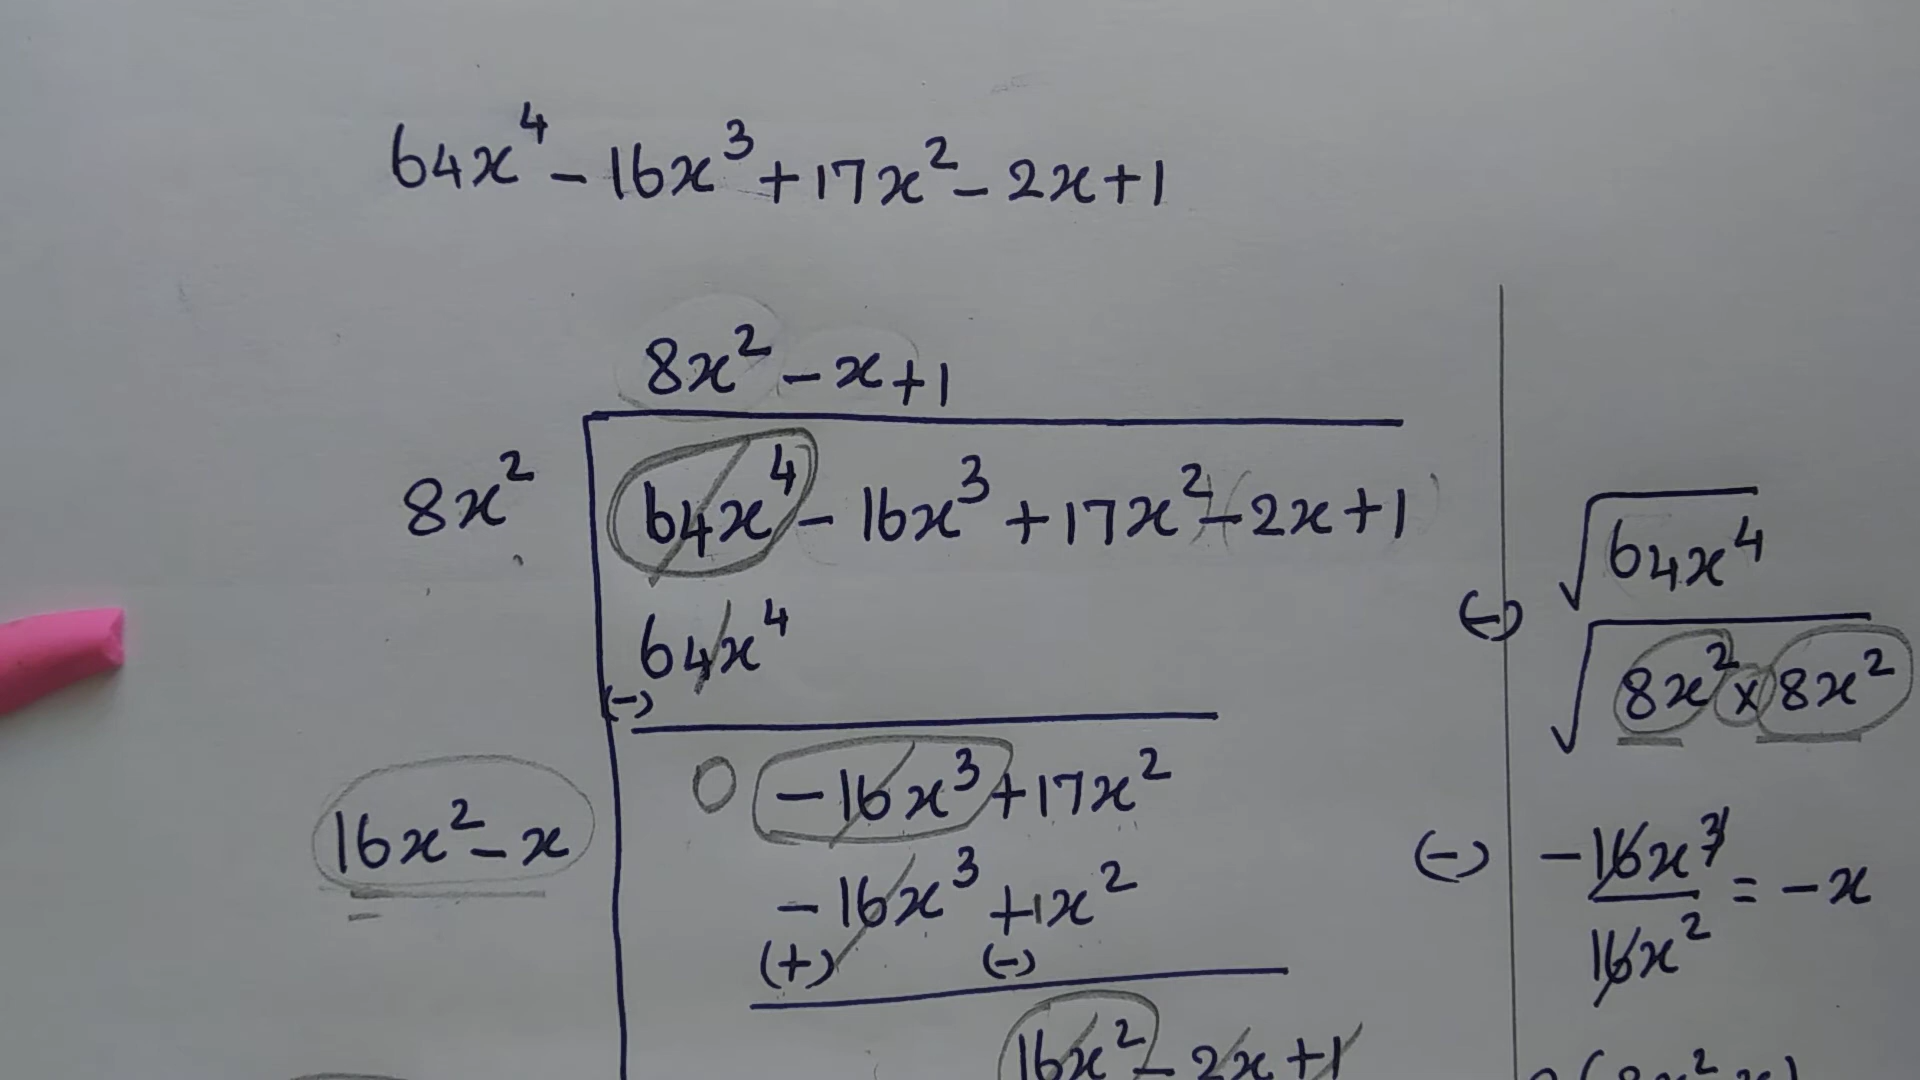 64x⁴ - 16x³ + 17x² - 2x + 1
8x² - x + 1
8x² 64x⁴ - 16x³ + 17x² - 2x + 1
64x⁴
(-)
16x² - x 0 -16x³ + 17x²
-16x³ + 1x²
(+) (-)
16x² - 2x + 1
√64x⁴
(-)
√8x² × 8x²
(-) -16x³/16x² = -x